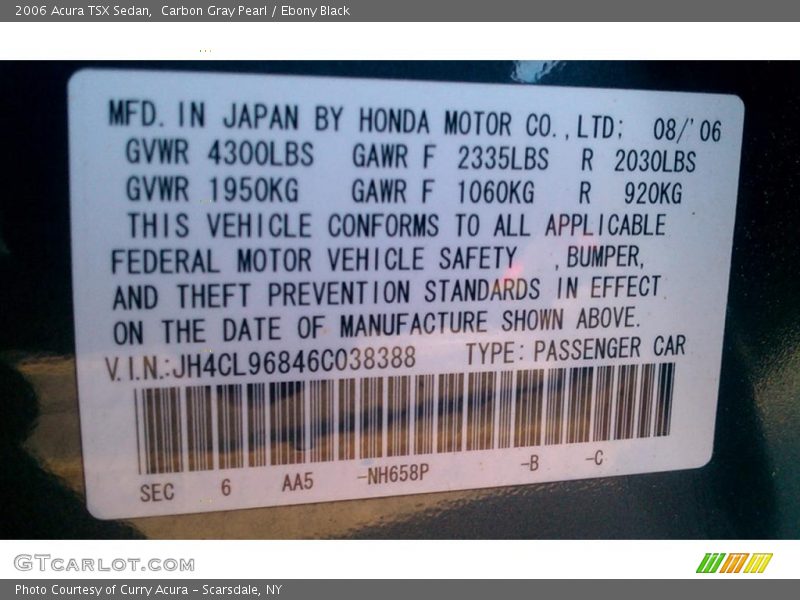 2006 Acura TSX Sedan,  Carbon Gray Pearl / Ebony Black
MFD. IN JAPAN BY HONDA MOTOR CO.,LTD; 08/'06
GVWR 4300LBS GAWR F 2335LBS R 2030LBS
GVWR 1950KG GAWR F 1060KG R 920KG
THIS VEHICLE CONFORMS TO ALL APPLICABLE
FEDERAL MOTOR VEHICLE SAFETY ,BUMPER,
AND THEFT PREVENTION STANDARDS IN EFFECT
ON THE DATE OF MANUFACTURE SHOWN ABOVE.
V.I.N.:JH4CL96846C038388 TYPE: PASSENGER CAR
SEC 6 AA5 -NH658P -B -C
GTCARLOT.COM
Photo Courtesy of Curry Acura - Scarsdale, NY